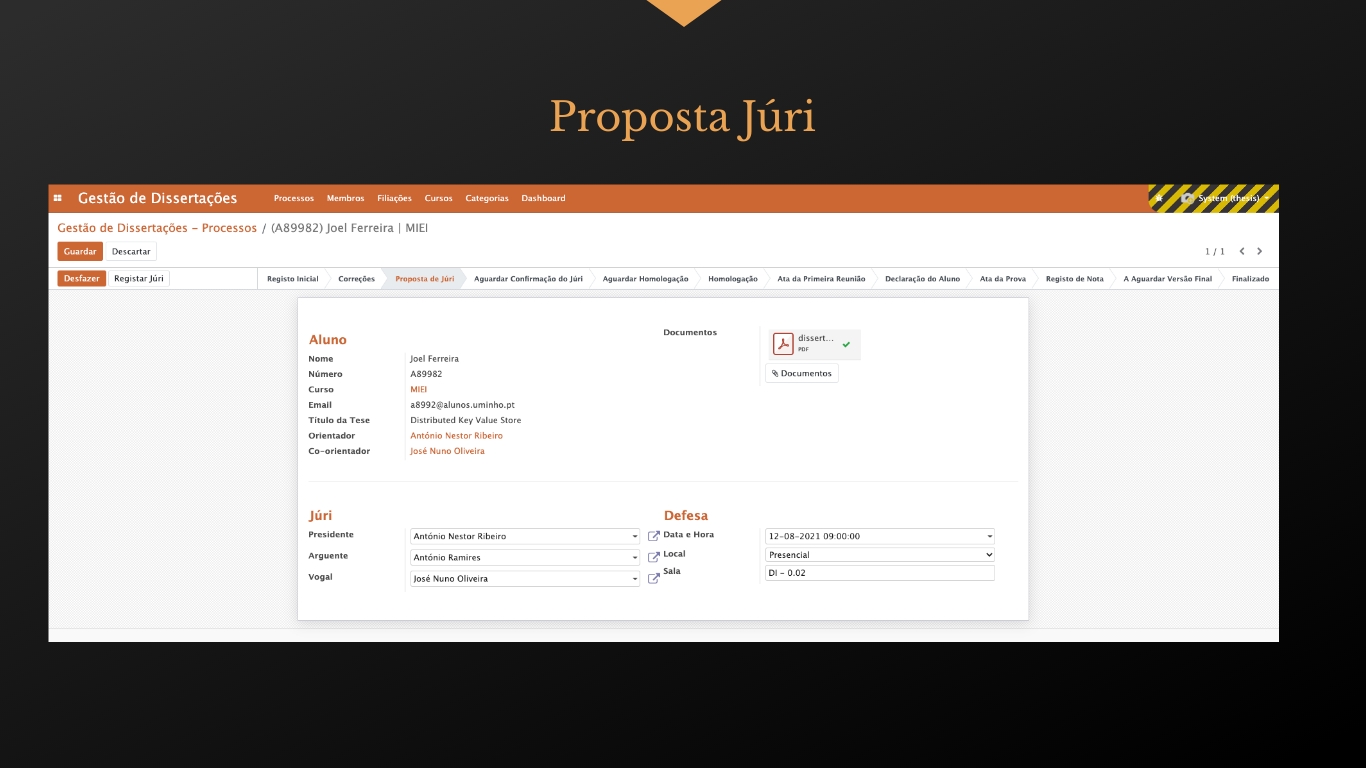 Proposta Júri
Gestão de Dissertações
Processos Membros Filiações Cursos Categorias Dashboard
System (thesis)
Gestão de Dissertações - Processos / (A89982) Joel Ferreira | MIEI
Guardar Descartar
1 / 1
Desfazer Registar Júri
Registo Inicial Correções Proposta de Júri Aguardar Confirmação do Júri Aguardar Homologação Homologação Ata da Primeira Reunião Declaração do Aluno Ata da Prova Registo de Nota A Aguardar Versão Final Finalizado
Aluno
Nome Joel Ferreira
Número A89982
Curso MIEI
Email a8992@alunos.uminho.pt
Título da Tese Distributed Key Value Store
Orientador António Nestor Ribeiro
Co-orientador José Nuno Oliveira
Documentos
dissert...
PDF
Documentos
Júri
Presidente António Nestor Ribeiro
Arguente António Ramires
Vogal José Nuno Oliveira
Defesa
Data e Hora 12-08-2021 09:00:00
Local Presencial
Sala DI - 0.02